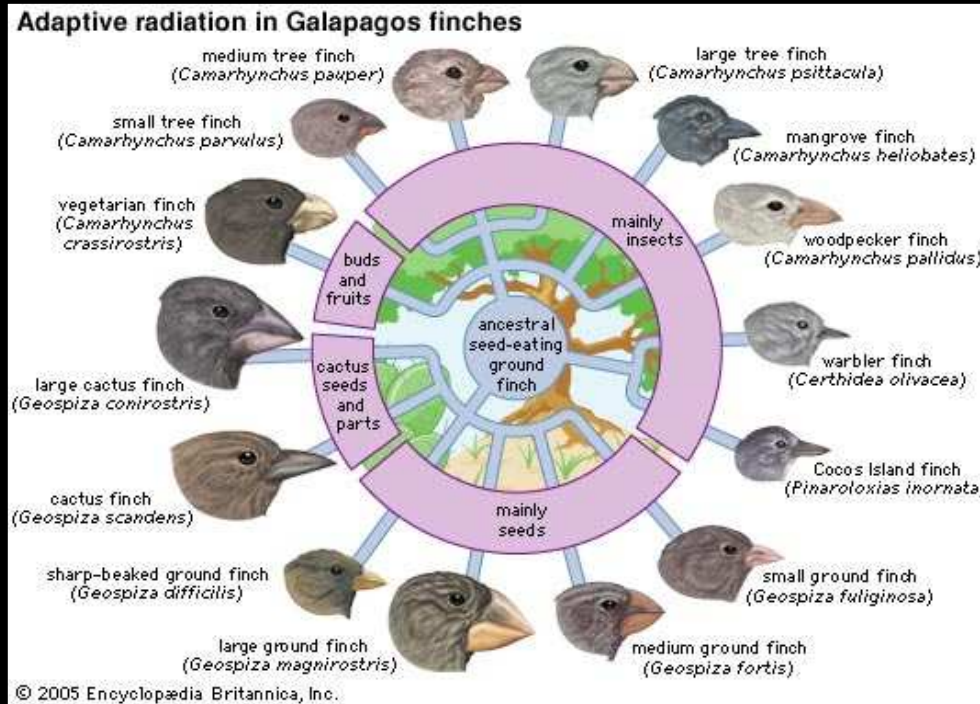 Adaptive radiation in Galapagos finches
medium tree finch
(Camarhynchus pauper)
large tree finch
(Camarhynchus psittacula)
small tree finch
(Camarhynchus parvulus)
mangrove finch
(Camarhynchus heliobates)
vegetarian finch
(Camarhynchus
crassirostris)
mainly
insects
woodpecker finch
(Camarhynchus pallidus)
buds
and
fruits
ancestral
seed-eating
ground
finch
warbler finch
(Certhidea olivacea)
large cactus finch
(Geospiza conirostris)
cactus
seeds
and
parts
Cocos Island finch
(Pinaroloxias inornata)
cactus finch
(Geospiza scandens)
mainly
seeds
sharp-beaked ground finch
(Geospiza difficilis)
small ground finch
(Geospiza fuliginosa)
large ground finch
(Geospiza magnirostris)
medium ground finch
(Geospiza fortis)
© 2005 Encyclopædia Britannica, Inc.